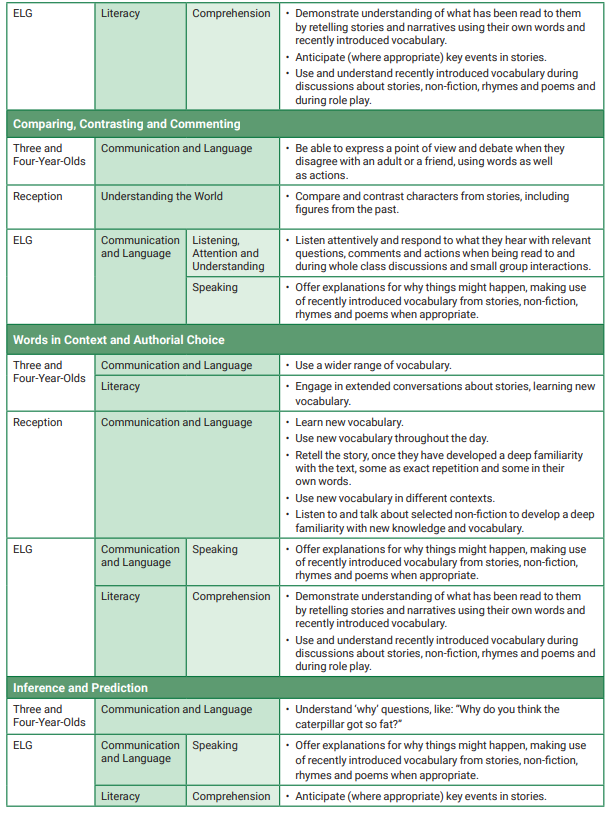 ELG
Literacy
Comprehension
• Demonstrate understanding of what has been read to them
by retelling stories and narratives using their own words and
recently introduced vocabulary.
• Anticipate (where appropriate) key events in stories.
• Use and understand recently introduced vocabulary during
discussions about stories, non-fiction, rhymes and poems and
during role play.
Comparing, Contrasting and Commenting
Three and
Four-Year-Olds
Communication and Language
• Be able to express a point of view and debate when they
disagree with an adult or a friend, using words as well
as actions.
Reception
Understanding the World
• Compare and contrast characters from stories, including
figures from the past.
ELG
Communication
and Language
Listening,
Attention and
Understanding
• Listen attentively and respond to what they hear with relevant
questions, comments and actions when being read to and
during whole class discussions and small group interactions.
Speaking
• Offer explanations for why things might happen, making use
of recently introduced vocabulary from stories, non-fiction,
rhymes and poems when appropriate.
Words in Context and Authorial Choice
Three and
Four-Year-Olds
Communication and Language
• Use a wider range of vocabulary.
Literacy
• Engage in extended conversations about stories, learning new
vocabulary.
Reception
Communication and Language
• Learn new vocabulary.
• Use new vocabulary throughout the day.
• Retell the story, once they have developed a deep familiarity
with the text, some as exact repetition and some in their
own words.
• Use new vocabulary in different contexts.
• Listen to and talk about selected non-fiction to develop a deep
familiarity with new knowledge and vocabulary.
ELG
Communication
and Language
Speaking
• Offer explanations for why things might happen, making use
of recently introduced vocabulary from stories, non-fiction,
rhymes and poems when appropriate.
Literacy
Comprehension
• Demonstrate understanding of what has been read to them
by retelling stories and narratives using their own words and
recently introduced vocabulary.
• Use and understand recently introduced vocabulary during
discussions about stories, non-fiction, rhymes and poems and
during role play.
Inference and Prediction
Three and
Four-Year-Olds
Communication and Language
• Understand ‘why’ questions, like: “Why do you think the
caterpillar got so fat?”
ELG
Communication
and Language
Speaking
• Offer explanations for why things might happen, making use
of recently introduced vocabulary from stories, non-fiction,
rhymes and poems when appropriate.
Literacy
Comprehension
• Anticipate (where appropriate) key events in stories.